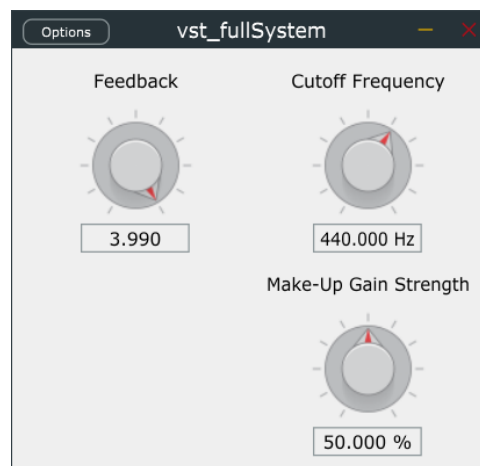 Options
vst_fullSystem
Feedback
Cutoff Frequency
3.990
440.000 Hz
Make-Up Gain Strength
50.000 %